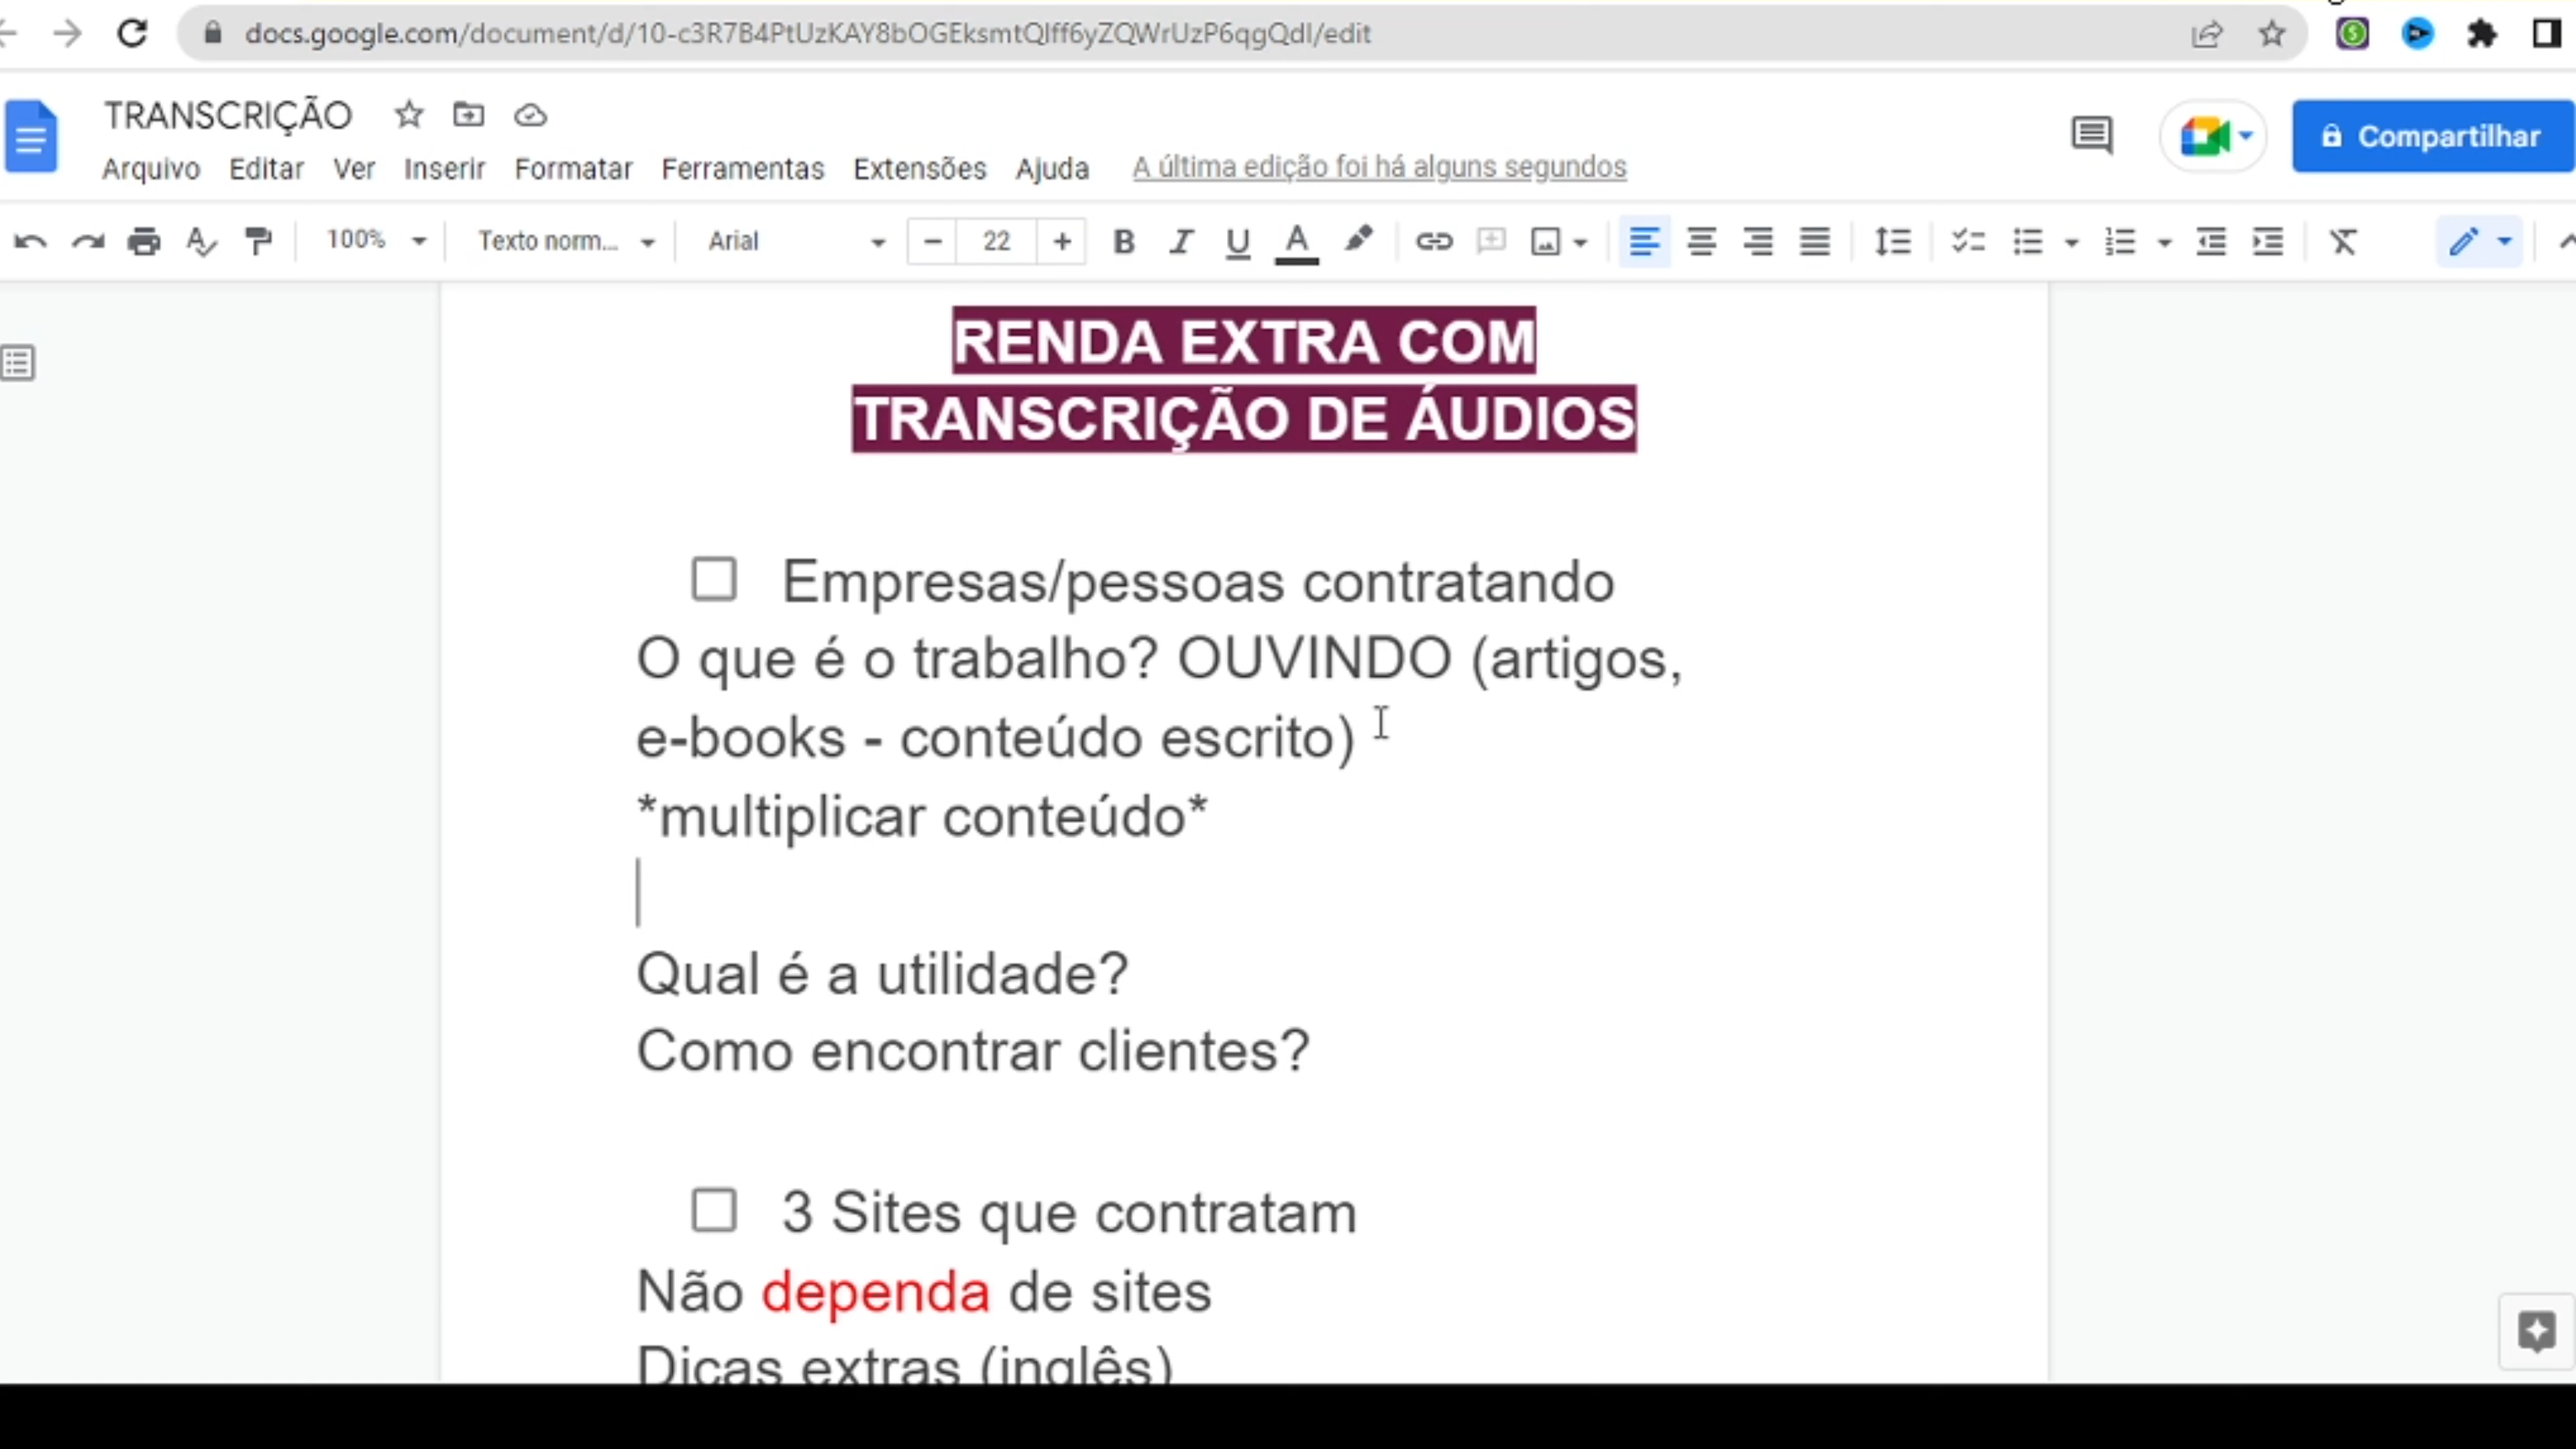 docs.google.com/document/d/10-c3R7B4PtUzKAY8bOGEksmtQIff6yZQWrUzP6qgQdI/edit
TRANSCRIÇÃO
Arquivo Editar Ver Inserir Formatar Ferramentas Extensões Ajuda A última edição foi há alguns segundos
Compartilhar
100% Texto norm... Arial 22
RENDA EXTRA COM
TRANSCRIÇÃO DE ÁUDIOS
Empresas/pessoas contratando
O que é o trabalho? OUVINDO (artigos,
e-books - conteúdo escrito)
*multiplicar conteúdo*
Qual é a utilidade?
Como encontrar clientes?
3 Sites que contratam
Não dependa de sites
Dicas extras (inglês)